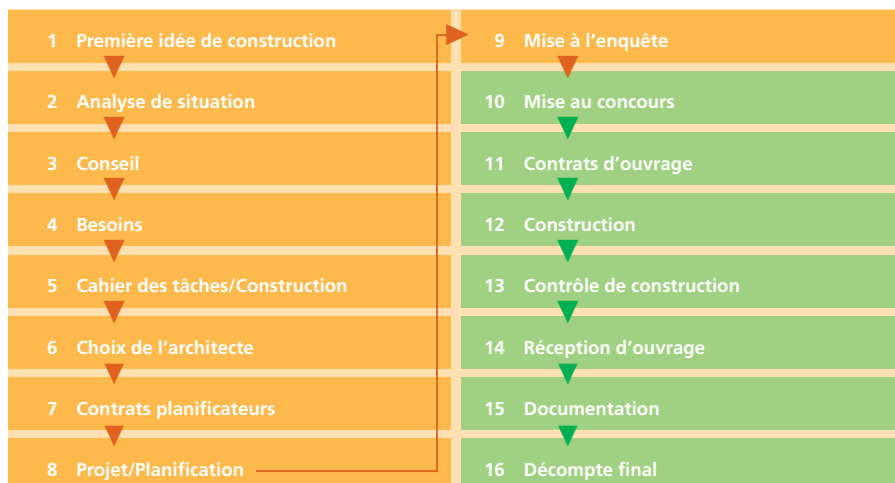 1 Première idée de construction
2 Analyse de situation
3 Conseil
4 Besoins
5 Cahier des tâches/Construction
6 Choix de l’architecte
7 Contrats planificateurs
8 Projet/Planification
9 Mise à l’enquête
10 Mise au concours
11 Contrats d’ouvrage
12 Construction
13 Contrôle de construction
14 Réception d’ouvrage
15 Documentation
16 Décompte final